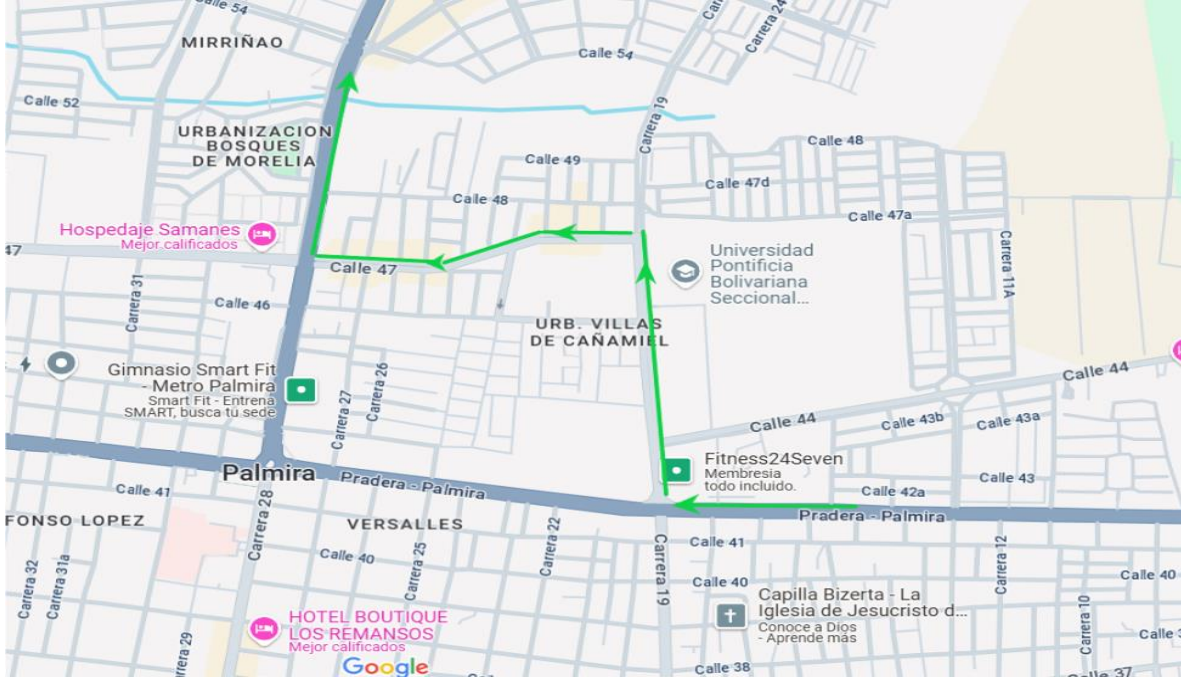 Calle 54
MIRRIÑAO
Carrera 24
Calle 54
Calle 52
Carrera 19
URBANIZACION
BOSQUES
DE MORELIA
Calle 48
Calle 49
Calle 47d
Calle 48
Calle 47a
Hospedaje Samanes
Mejor calificados
47
Calle 47
Universidad
Pontificia
Bolivariana
Seccional...
Carrera 11A
Carrera 31
Calle 46
URB. VILLAS
DE CAÑAMIEL
Gimnasio Smart Fit
- Metro Palmira
Smart Fit - Entrena
SMART, busca tu sede
Carrera 27
Carrera 26
Calle 44
Calle 44
Calle 43b
Calle 43a
Palmira
Pradera - Palmira
Fitness24Seven
Membresia
todo incluido.
Calle 41
Calle 42a
Calle 43
Pradera - Palmira
FONSO LOPEZ
Carrera 28
VERSALLES
Carrera 22
Calle 40
Carrera 25
Carrera 19
Calle 41
Carrera 12
Carrera 32
Carrera 31a
Calle 40
Calle 40
Capilla Bizerta - La
Iglesia de Jesucristo d...
Conoce a Dios
- Aprende más
Carrera 10
HOTEL BOUTIQUE
LOS REMANSOS
Mejor calificados
Google
Calle 38
Calle 37